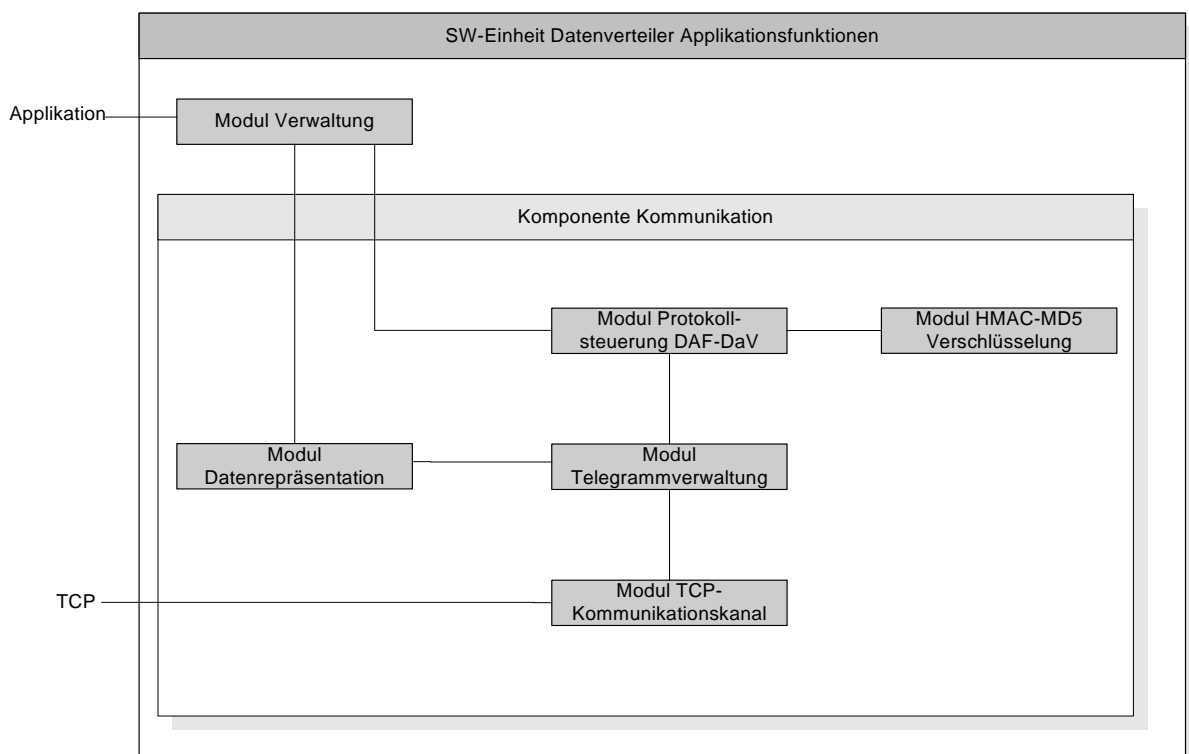 SW-Einheit Datenverteiler Applikationsfunktionen
Applikation
Modul Verwaltung
Komponente Kommunikation
Modul Protokoll-
steuerung DAF-DaV
Modul HMAC-MD5
Verschlüsselung
Modul
Datenrepräsentation
Modul
Telegrammverwaltung
TCP
Modul TCP-
Kommunikationskanal